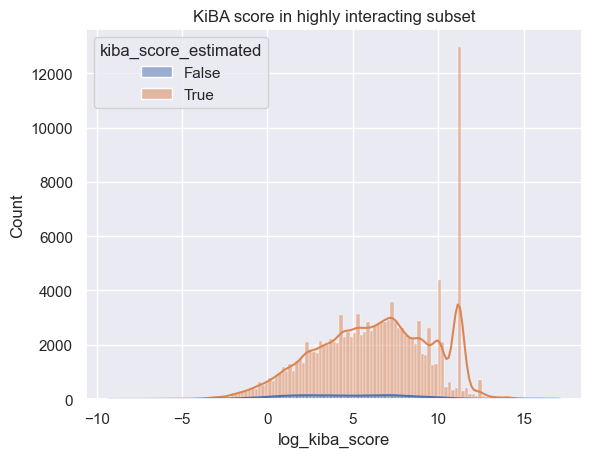 KiBA score in highly interacting subset
kiba_score_estimated
False
True
12000
10000
8000
6000
4000
2000
0
Count
−10
−5
0
5
10
15
log_kiba_score